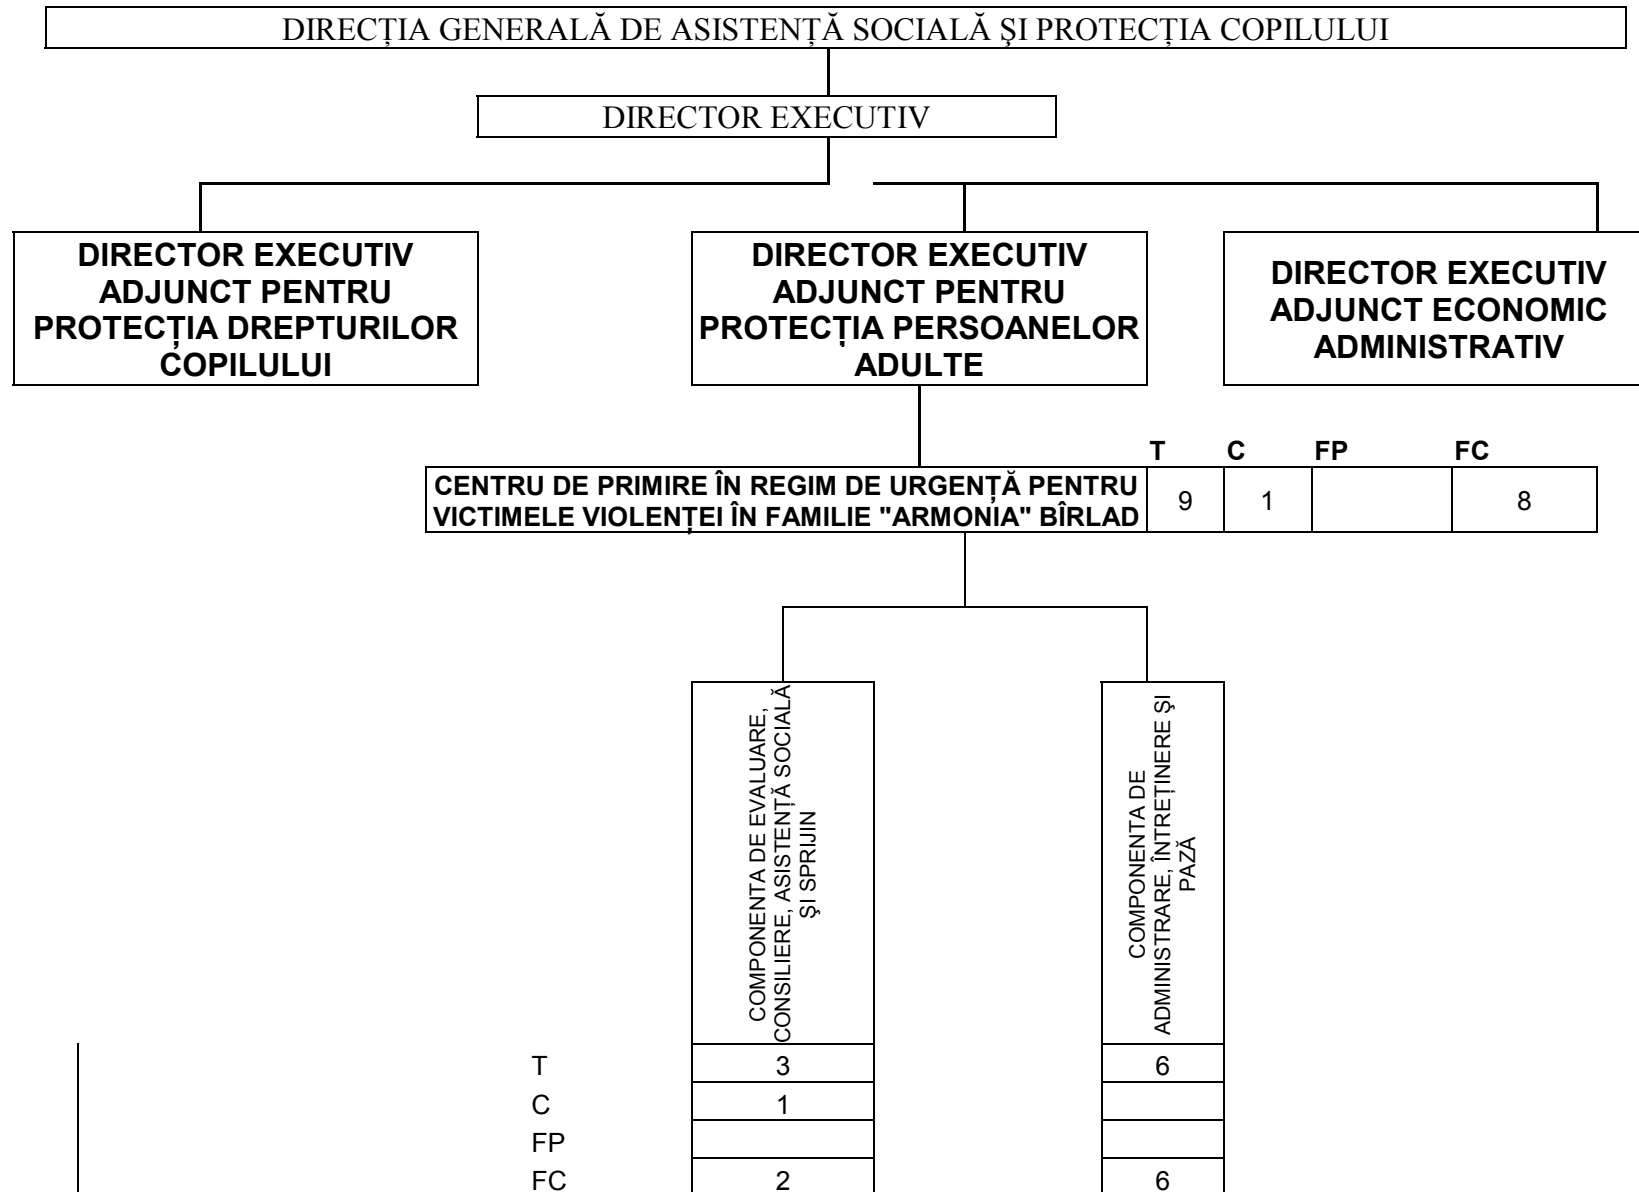 DIRECȚIA GENERALĂ DE ASISTENȚĂ SOCIALĂ ŞI PROTECȚIA COPILULUI
DIRECTOR EXECUTIV
DIRECTOR EXECUTIV
ADJUNCT PENTRU
PROTECȚIA DREPTURILOR
COPILULUI
DIRECTOR EXECUTIV
ADJUNCT PENTRU
PROTECȚIA PERSOANELOR
ADULTE
DIRECTOR EXECUTIV
ADJUNCT ECONOMIC
ADMINISTRATIV
T C FP FC
CENTRU DE PRIMIRE ÎN REGIM DE URGENȚĂ PENTRU
VICTIMELE VIOLENȚEI ÎN FAMILIE "ARMONIA" BÎRLAD
9 1 8
COMPONENTA DE EVALUARE,
CONSILIERE, ASISTENȚĂ SOCIALĂ
ŞI SPRIJIN
COMPONENTA DE
ADMINISTRARE, ÎNTREȚINERE ŞI
PAZĂ
T 3 6
C 1
FP
FC 2 6